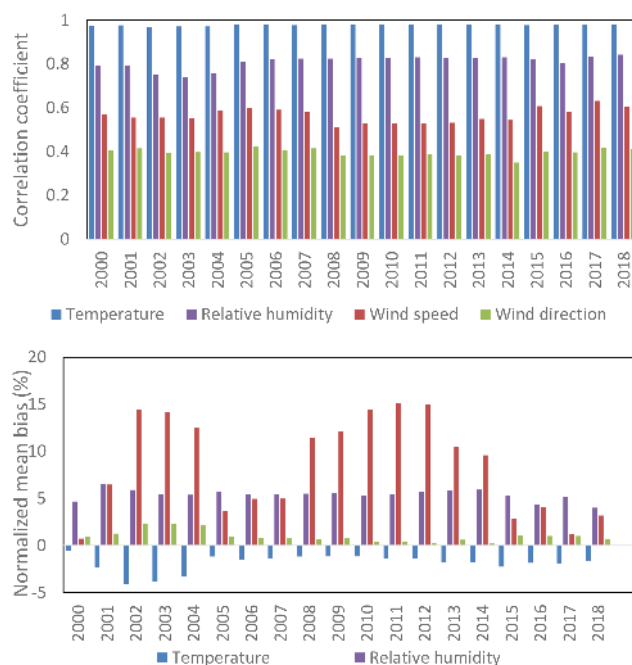 Correlation coefficient
1
0.8
0.6
0.4
0.2
0
2000 2001 2002 2003 2004 2005 2006 2007 2008 2009 2010 2011 2012 2013 2014 2015 2016 2017 2018
Temperature Relative humidity Wind speed Wind direction
Normalized mean bias (%)
20
15
10
5
0
-5
2000 2001 2002 2003 2004 2005 2006 2007 2008 2009 2010 2011 2012 2013 2014 2015 2016 2017 2018
Temperature Relative humidity